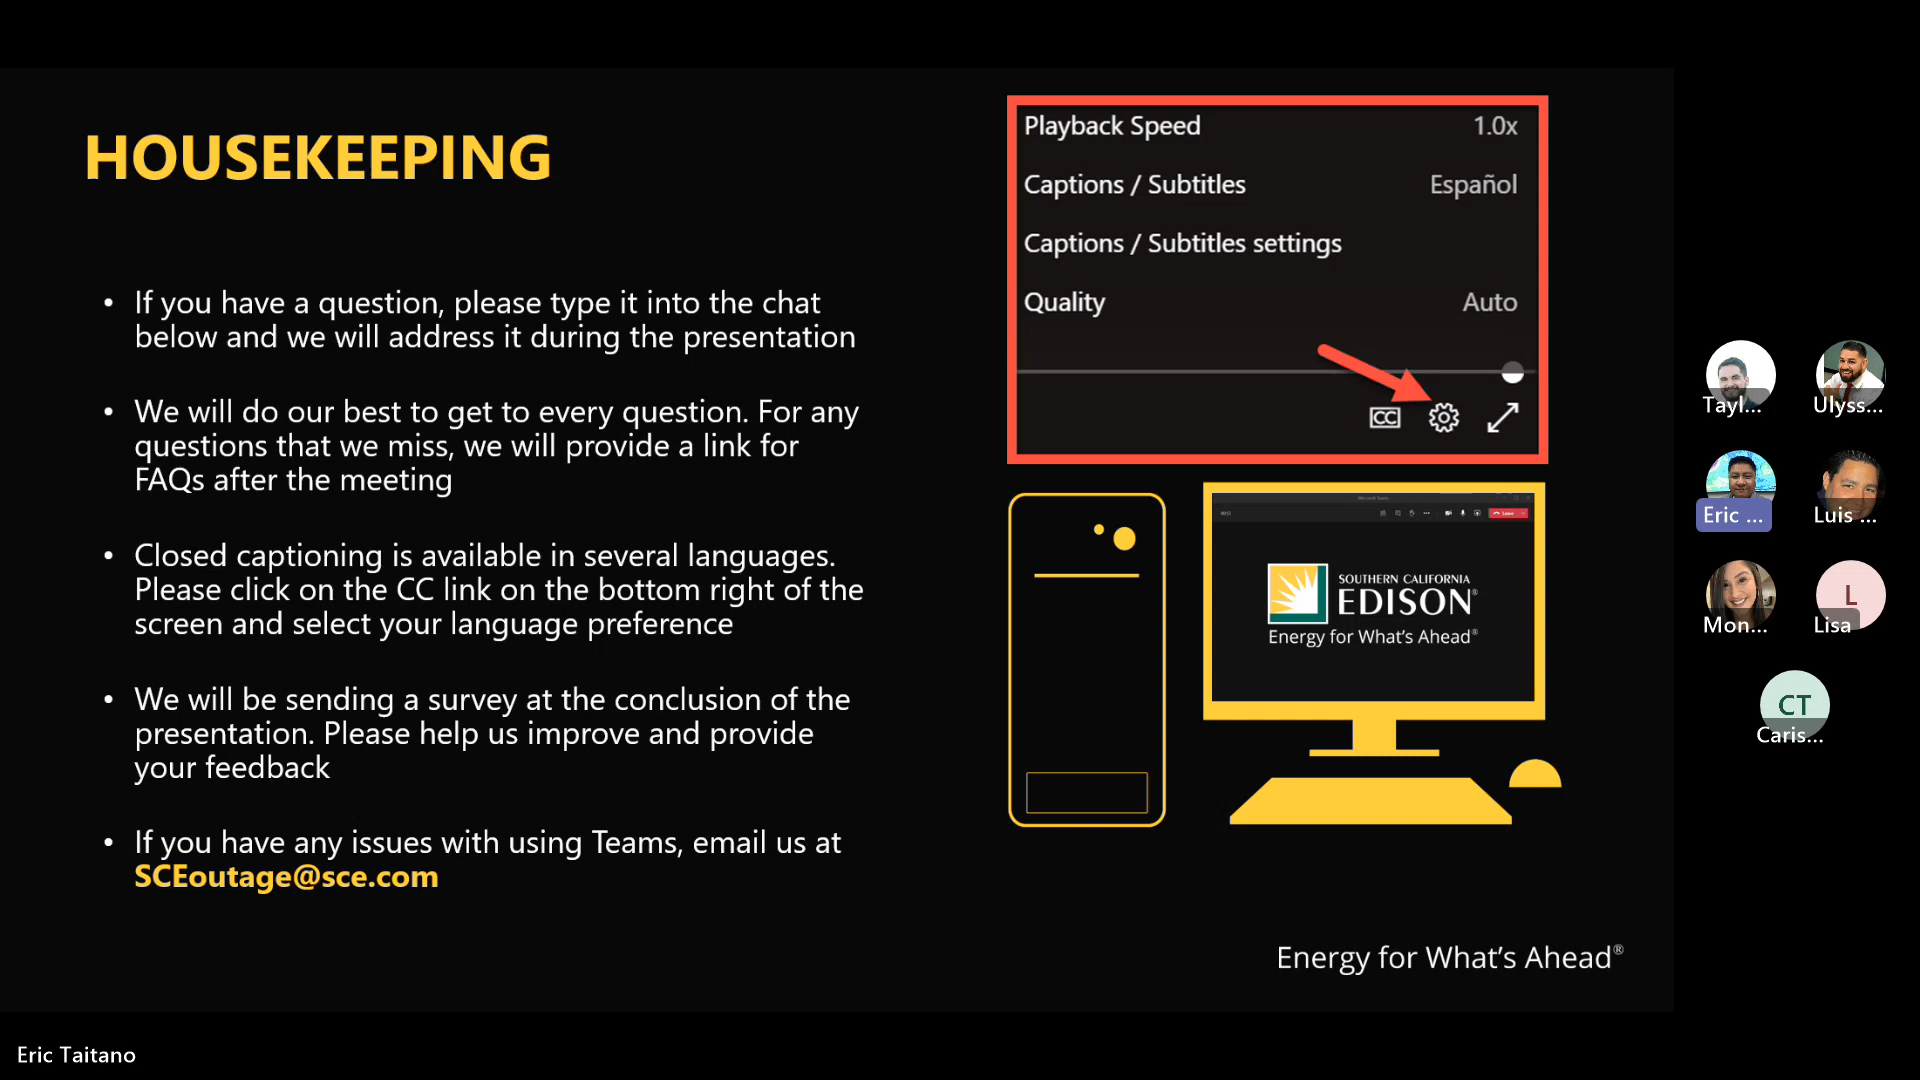 HOUSEKEEPING
• If you have a question, please type it into the chat
below and we will address it during the presentation
• We will do our best to get to every question. For any
questions that we miss, we will provide a link for
FAQs after the meeting
• Closed captioning is available in several languages.
Please click on the CC link on the bottom right of the
screen and select your language preference
• We will be sending a survey at the conclusion of the
presentation. Please help us improve and provide
your feedback
• If you have any issues with using Teams, email us at
SCEoutage@sce.com
Playback Speed 1.0x
Captions / Subtitles Español
Captions / Subtitles settings
Quality Auto
CC
Leave
SOUTHERN CALIFORNIA
EDISON®
Energy for What's Ahead®
Energy for What's Ahead®
Tayl...
Ulyss...
Eric ...
Luis ...
Mon...
L
Lisa
CT
Caris...
Eric Taitano